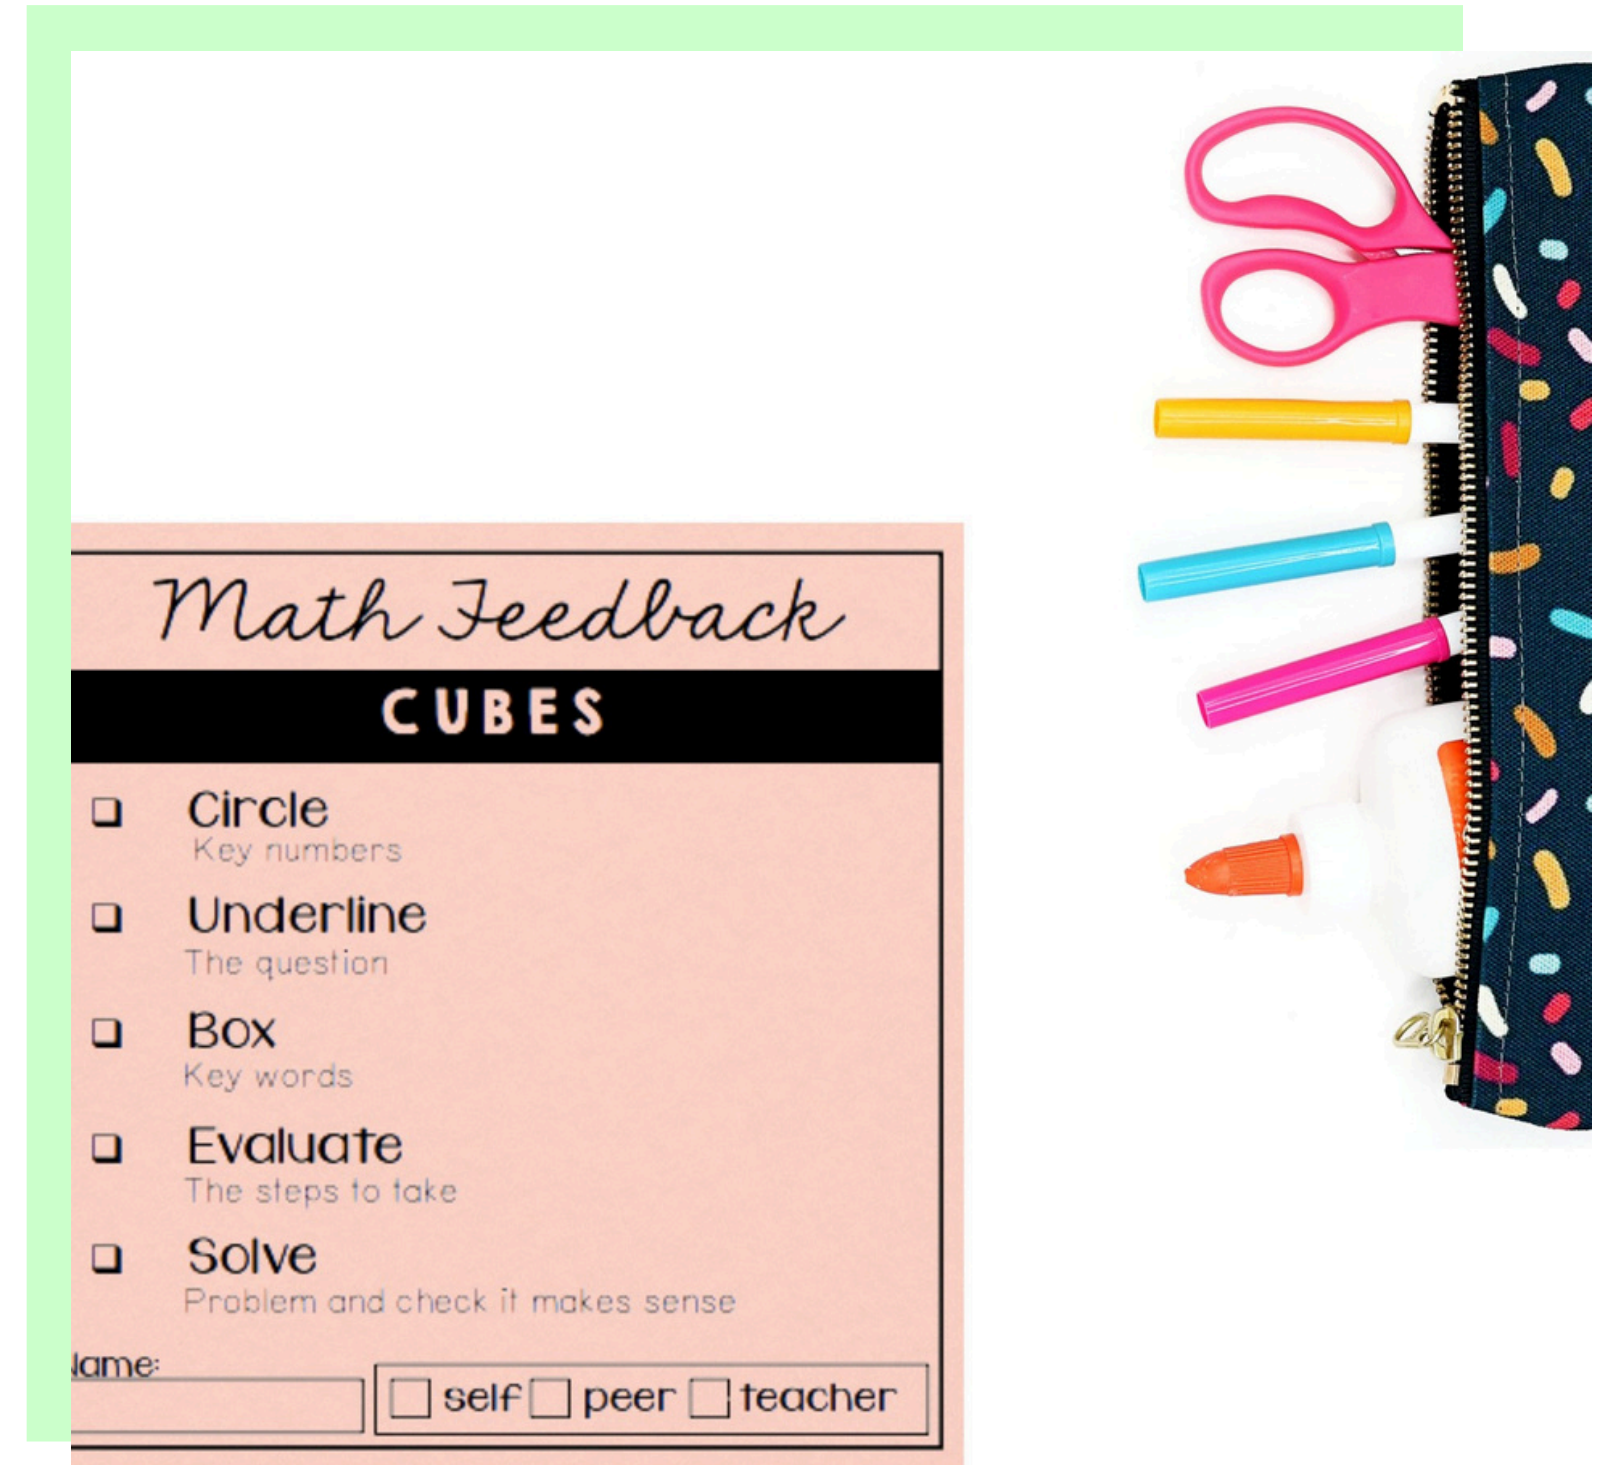 Math Feedback
CUBES
Circle
Key numbers
Underline
The question
Box
Key words
Evaluate
The steps to take
Solve
Problem and check it makes sense
Name:
self peer teacher